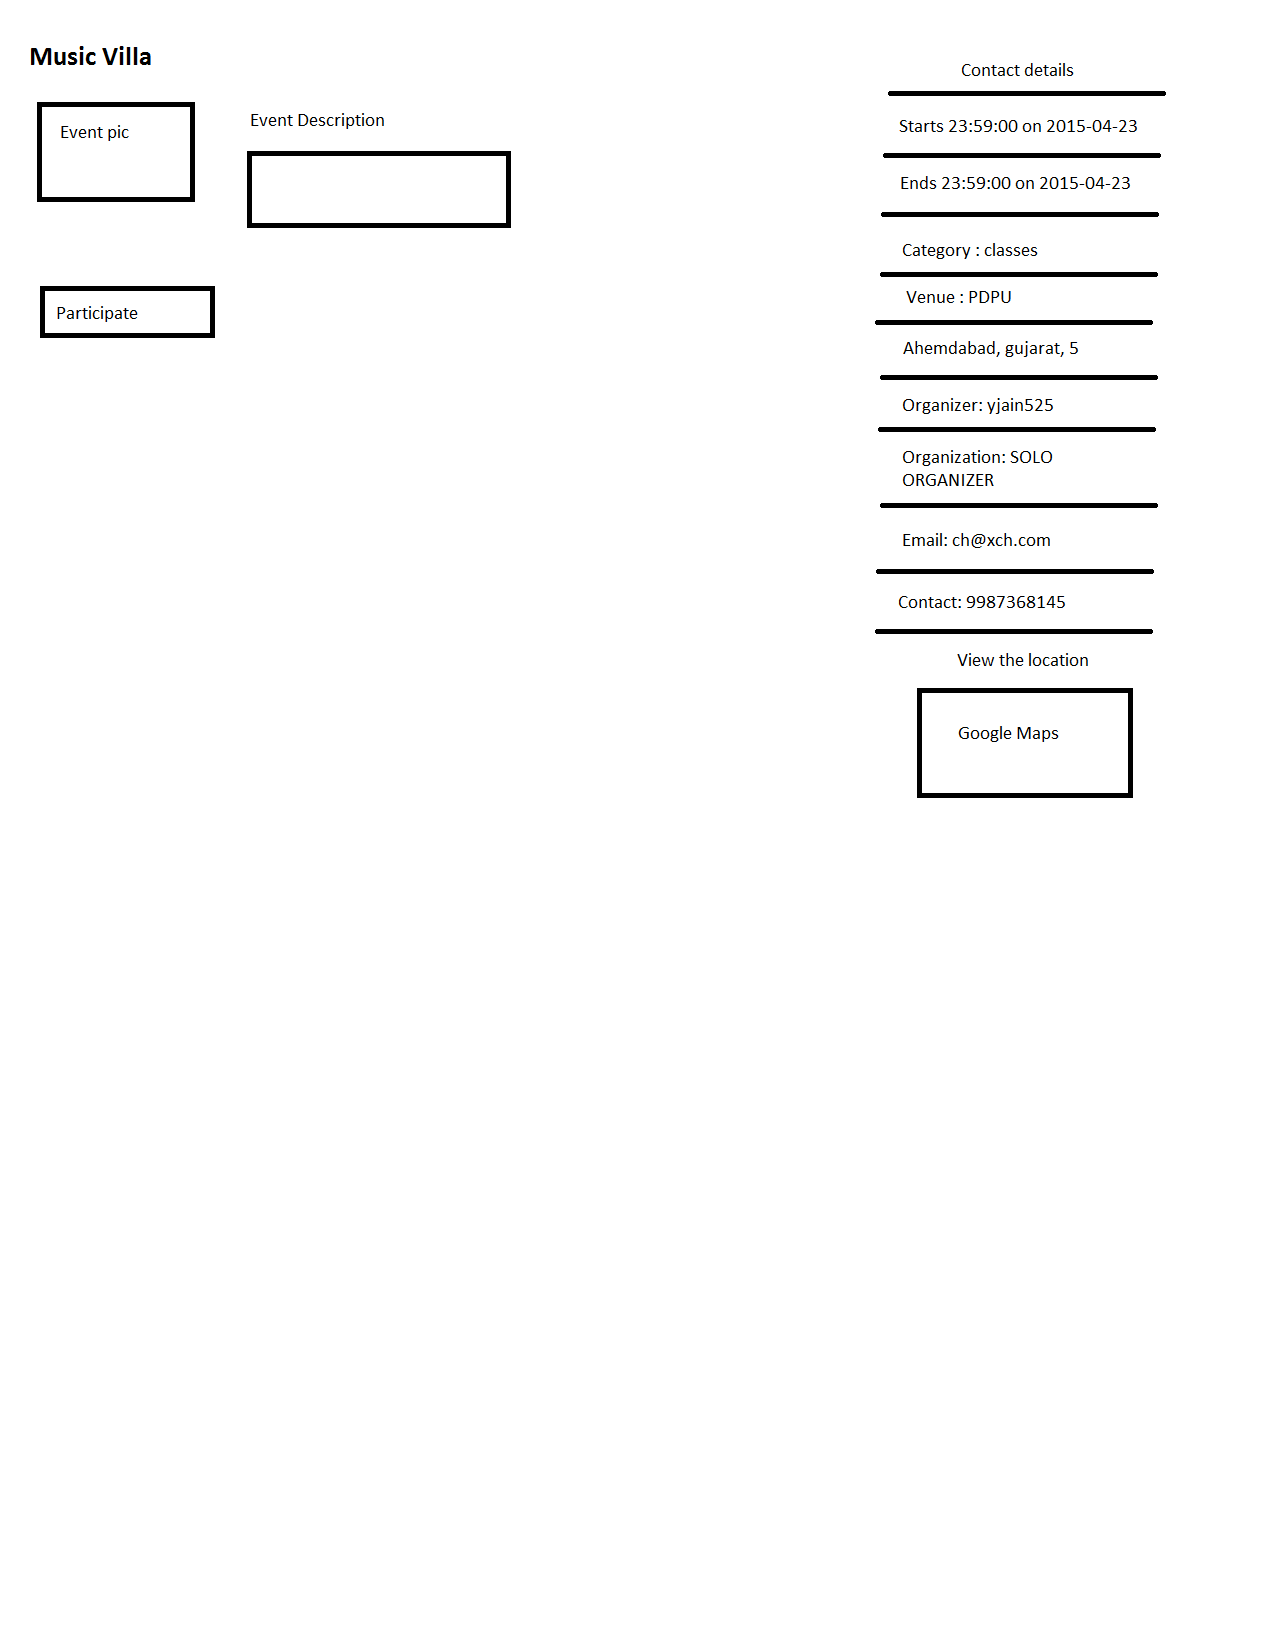 Music Villa
Event pic
Event Description
Participate
Contact details
Starts 23:59:00 on 2015-04-23
Ends 23:59:00 on 2015-04-23
Category : classes
Venue : PDPU
Ahemdabad, gujarat, 5
Organizer: yjain525
Organization: SOLO
ORGANIZER
Email: ch@xch.com
Contact: 9987368145
View the location
Google Maps